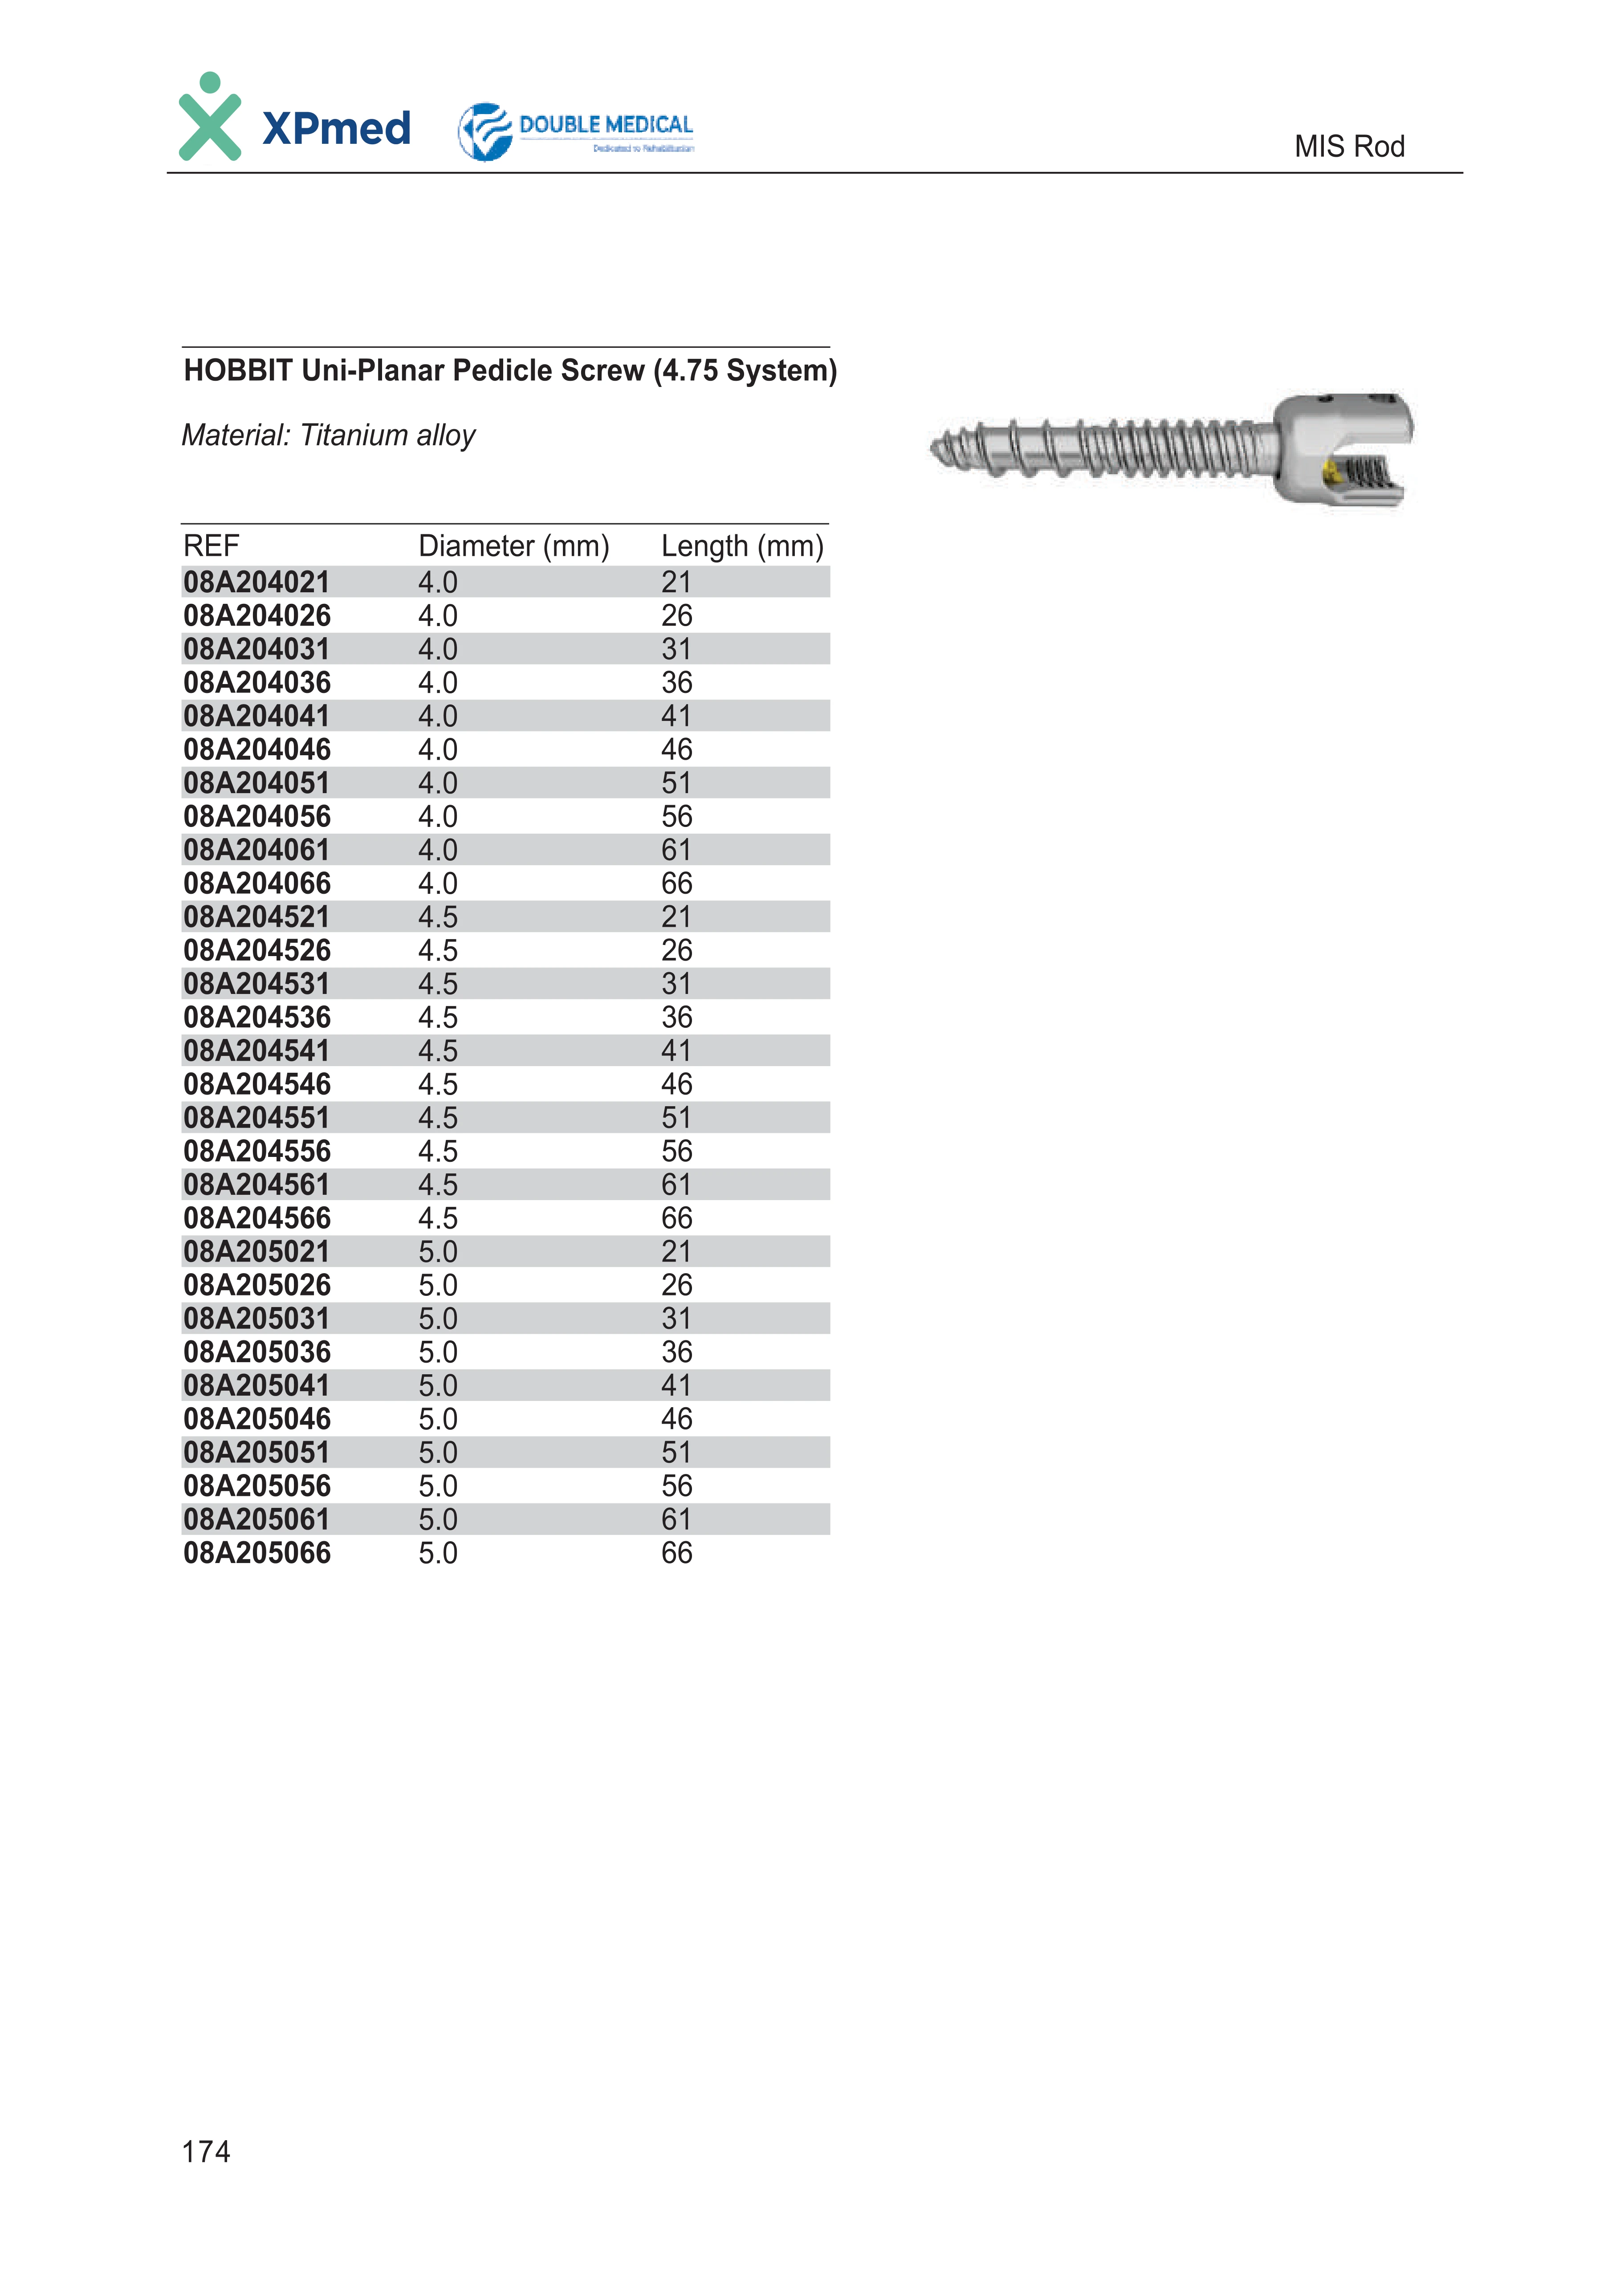 XPmed
DOUBLE MEDICAL
Dedicated to Rehabilitation
MIS Rod
HOBBIT Uni-Planar Pedicle Screw (4.75 System)
Material: Titanium alloy
REF Diameter (mm) Length (mm)
08A204021 4.0 21
08A204026 4.0 26
08A204031 4.0 31
08A204036 4.0 36
08A204041 4.0 41
08A204046 4.0 46
08A204051 4.0 51
08A204056 4.0 56
08A204061 4.0 61
08A204066 4.0 66
08A204521 4.5 21
08A204526 4.5 26
08A204531 4.5 31
08A204536 4.5 36
08A204541 4.5 41
08A204546 4.5 46
08A204551 4.5 51
08A204556 4.5 56
08A204561 4.5 61
08A204566 4.5 66
08A205021 5.0 21
08A205026 5.0 26
08A205031 5.0 31
08A205036 5.0 36
08A205041 5.0 41
08A205046 5.0 46
08A205051 5.0 51
08A205056 5.0 56
08A205061 5.0 61
08A205066 5.0 66
174